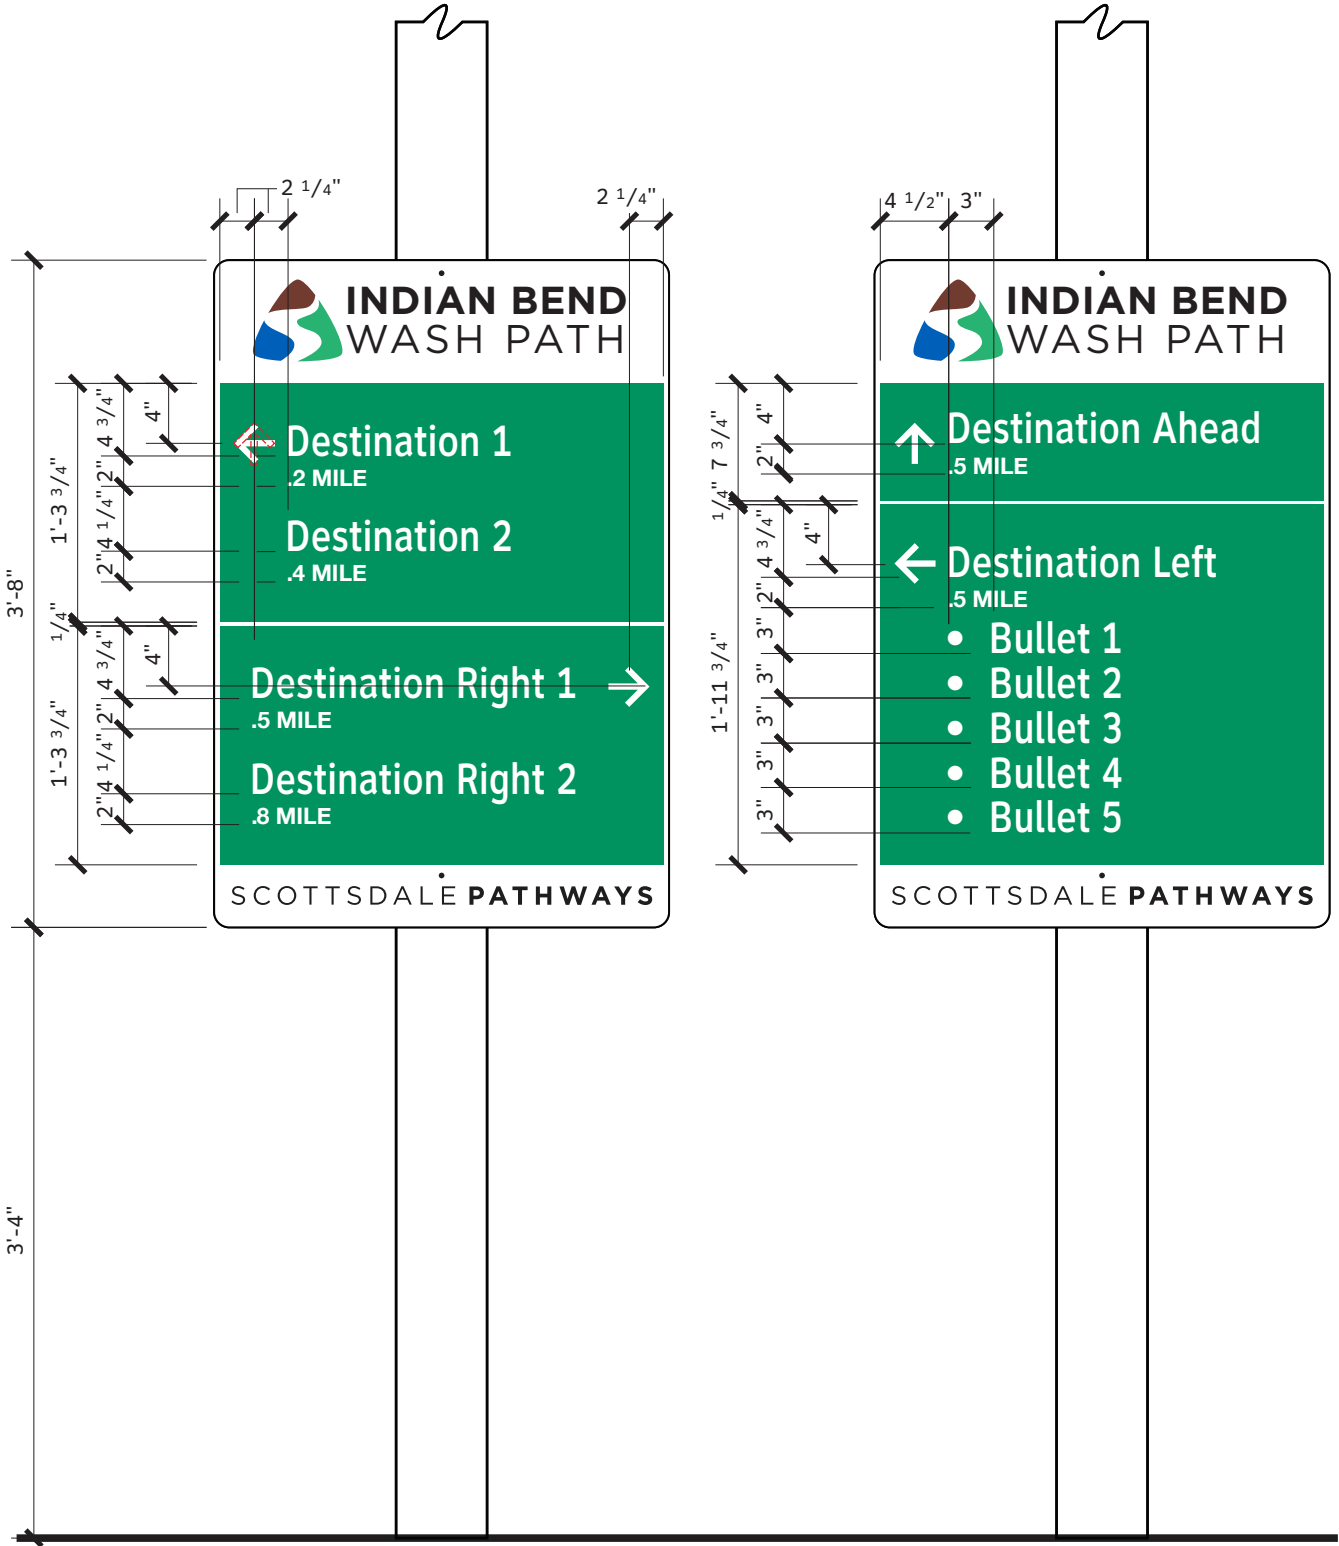 2 1/4"
2 1/4"
4 1/2"
3"
INDIAN BEND
WASH PATH
Destination 1
.2 MILE
Destination 2
.4 MILE
Destination Right 1
.5 MILE
Destination Right 2
.8 MILE
SCOTTSDALE PATHWAYS
3'-8"
3'-4"
1'-3 3/4"
1/4"
1'-3 3/4"
4 3/4"
2"
4 1/4"
2"
4 3/4"
2"
4 1/4"
2"
4"
4"
INDIAN BEND
WASH PATH
Destination Ahead
.5 MILE
Destination Left
.5 MILE
• Bullet 1
• Bullet 2
• Bullet 3
• Bullet 4
• Bullet 5
SCOTTSDALE PATHWAYS
7 3/4"
1/4"
1'-11 3/4"
4"
2"
4 3/4"
2"
3"
3"
3"
3"
3"
4"